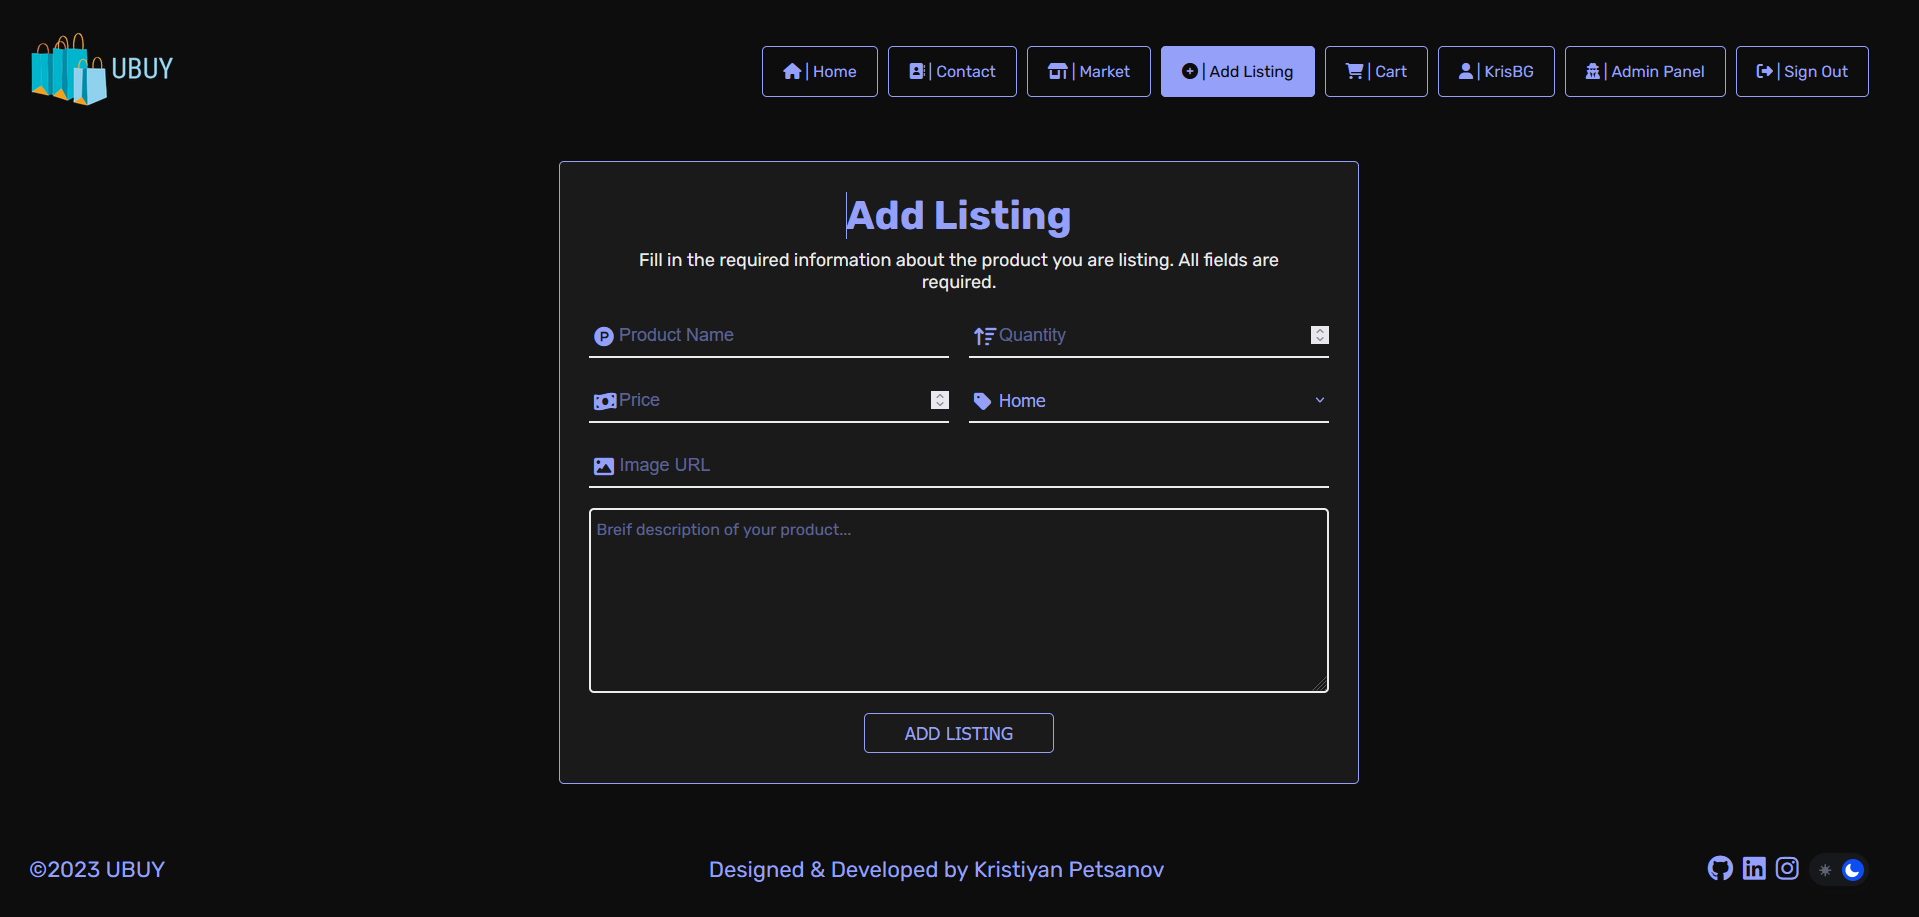 UBUY
| Home
| Contact
| Market
| Add Listing
| Cart
| KrisBG
| Admin Panel
| Sign Out
Add Listing
Fill in the required information about the product you are listing. All fields are
required.
P Product Name
Quantity
Price
Home
Image URL
Breif description of your product...
ADD LISTING
©2023 UBUY
Designed & Developed by Kristiyan Petsanov
in